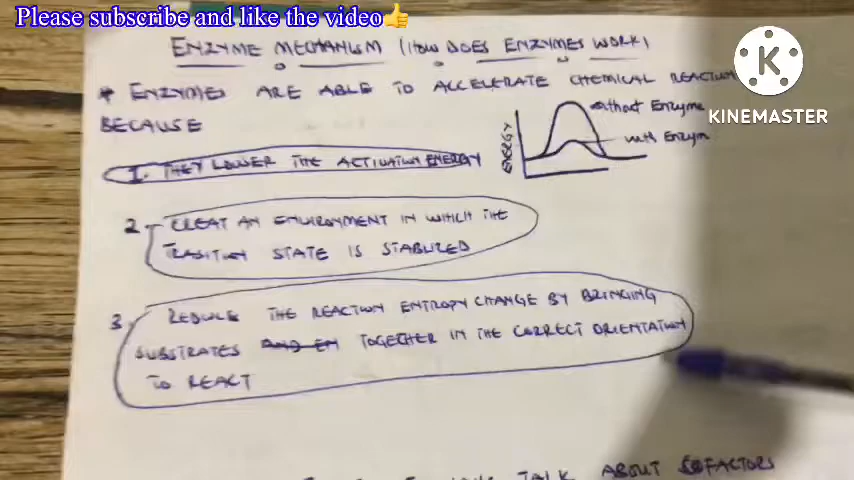 Please subscribe and like the video👍
ENZYME MECHANISM (HOW DOES ENZYMES WORK)
* ENZYMES ARE ABLE TO ACCELERATE CHEMICAL REACTION
BECAUSE
KINEMASTER
without Enzyme
with Enzym
ENERGY
1. THEY LOWER THE ACTIVATION ENERGY
2 - CREAT AN ENVIRONMENT IN WHICH THE
TRASITION STATE IS STABLIZED
3. REDUCE THE REACTION ENTROPY CHANGE BY BRINGING
SUBSTRATES TOGETHER IN THE CORRECT ORIENTATION
TO REACT
TALK ABOUT COFACTORS